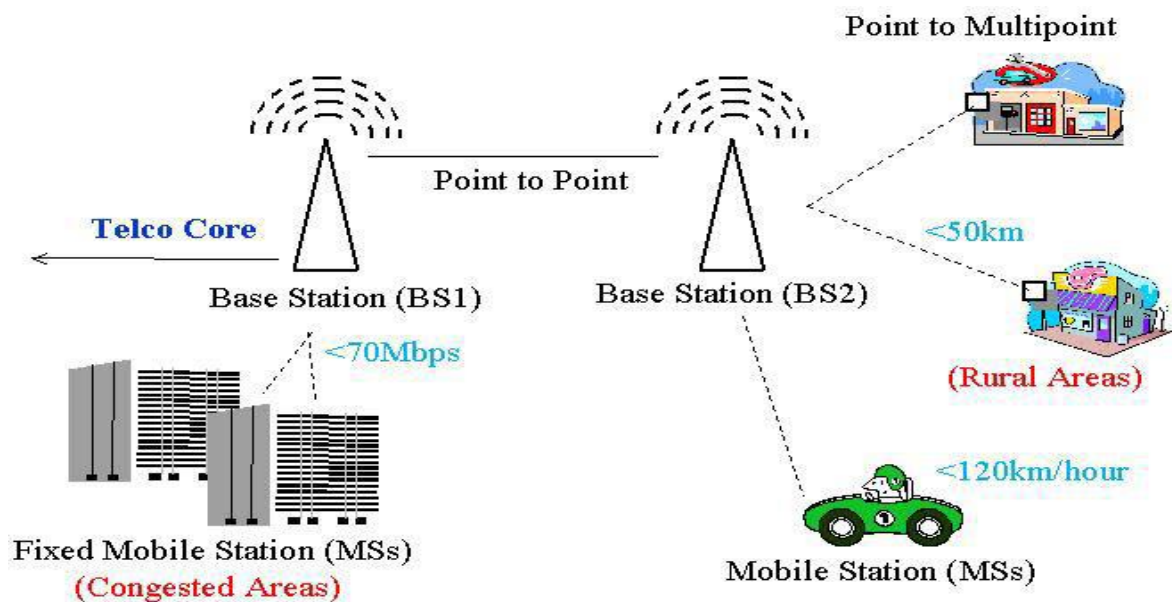 Point to Multipoint
Point to Point
Telco Core
<50km
Base Station (BS1)
Base Station (BS2)
<70Mbps
(Rural Areas)
<120km/hour
1
Fixed Mobile Station (MSs)
(Congested Areas)
Mobile Station (MSs)